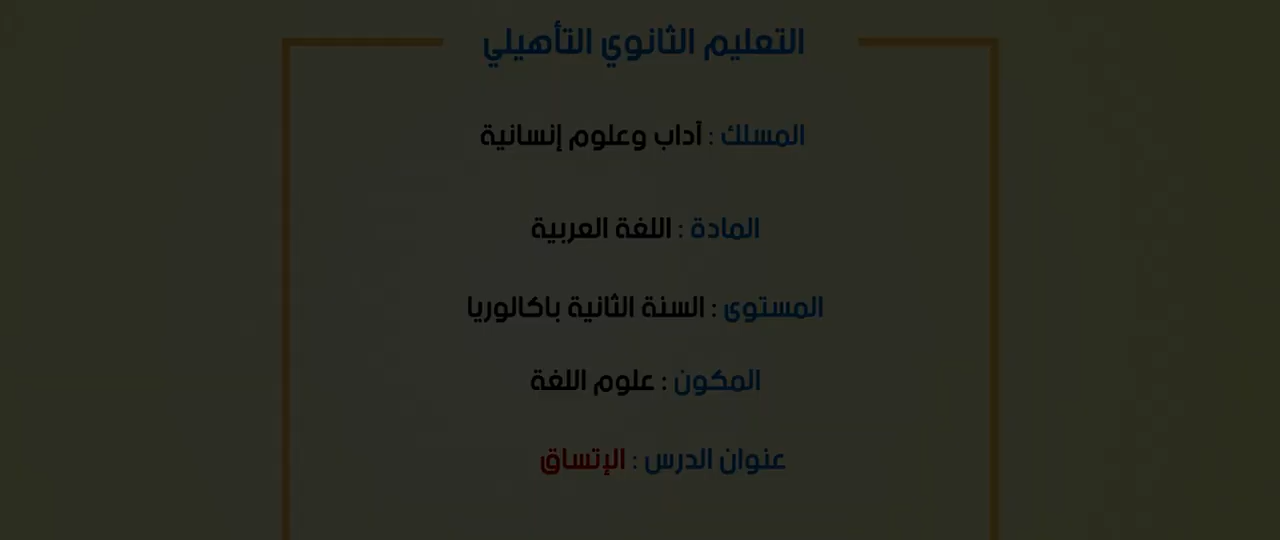 التعليم الثانوي التأهيلي
المسلك : آداب وعلوم إنسانية
المادة : اللغة العربية
المستوى : السنة الثانية باكالوريا
المكون : علوم اللغة
عنوان الدرس : الإتساق